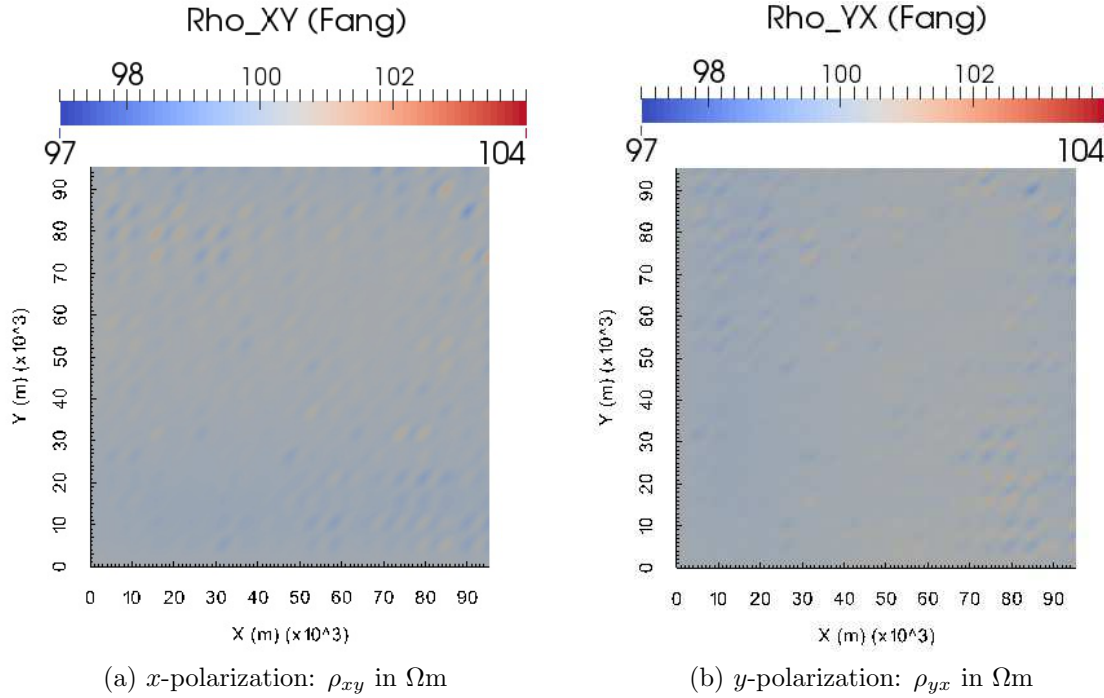 Rho_XY (Fang)
98 100 102
97 104
90
80
70
60
50
40
30
20
10
0
Y (m) (x10^3)
0 10 20 30 40 50 60 70 80 90
X (m) (x10^3)
(a) x-polarization: ρxy in Ωm
Rho_YX (Fang)
98 100 102
97 104
90
80
70
60
50
40
30
20
10
0
Y (m) (x10^3)
0 10 20 30 40 50 60 70 80 90
X (m) (x10^3)
(b) y-polarization: ρyx in Ωm